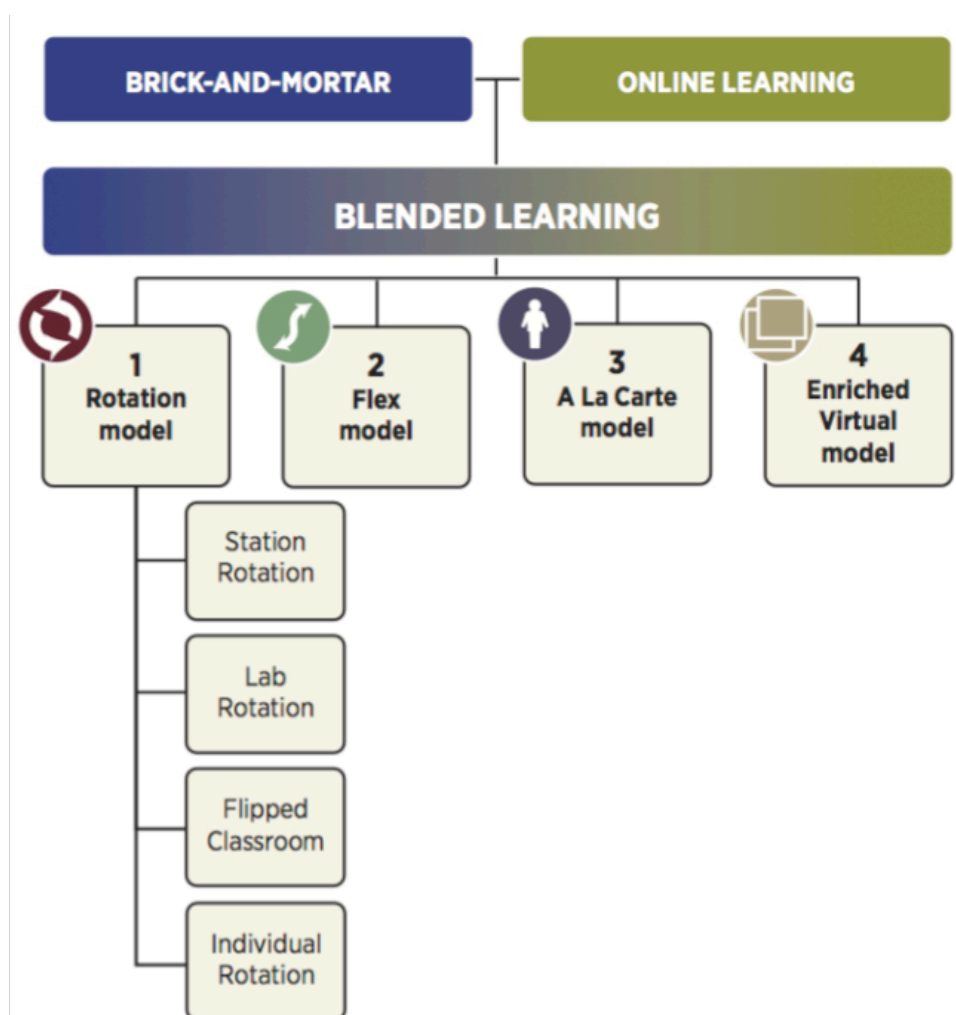 BRICK-AND-MORTAR
ONLINE LEARNING
BLENDED LEARNING
1
Rotation
model
2
Flex
model
3
A La Carte
model
4
Enriched
Virtual
model
Station
Rotation
Lab
Rotation
Flipped
Classroom
Individual
Rotation